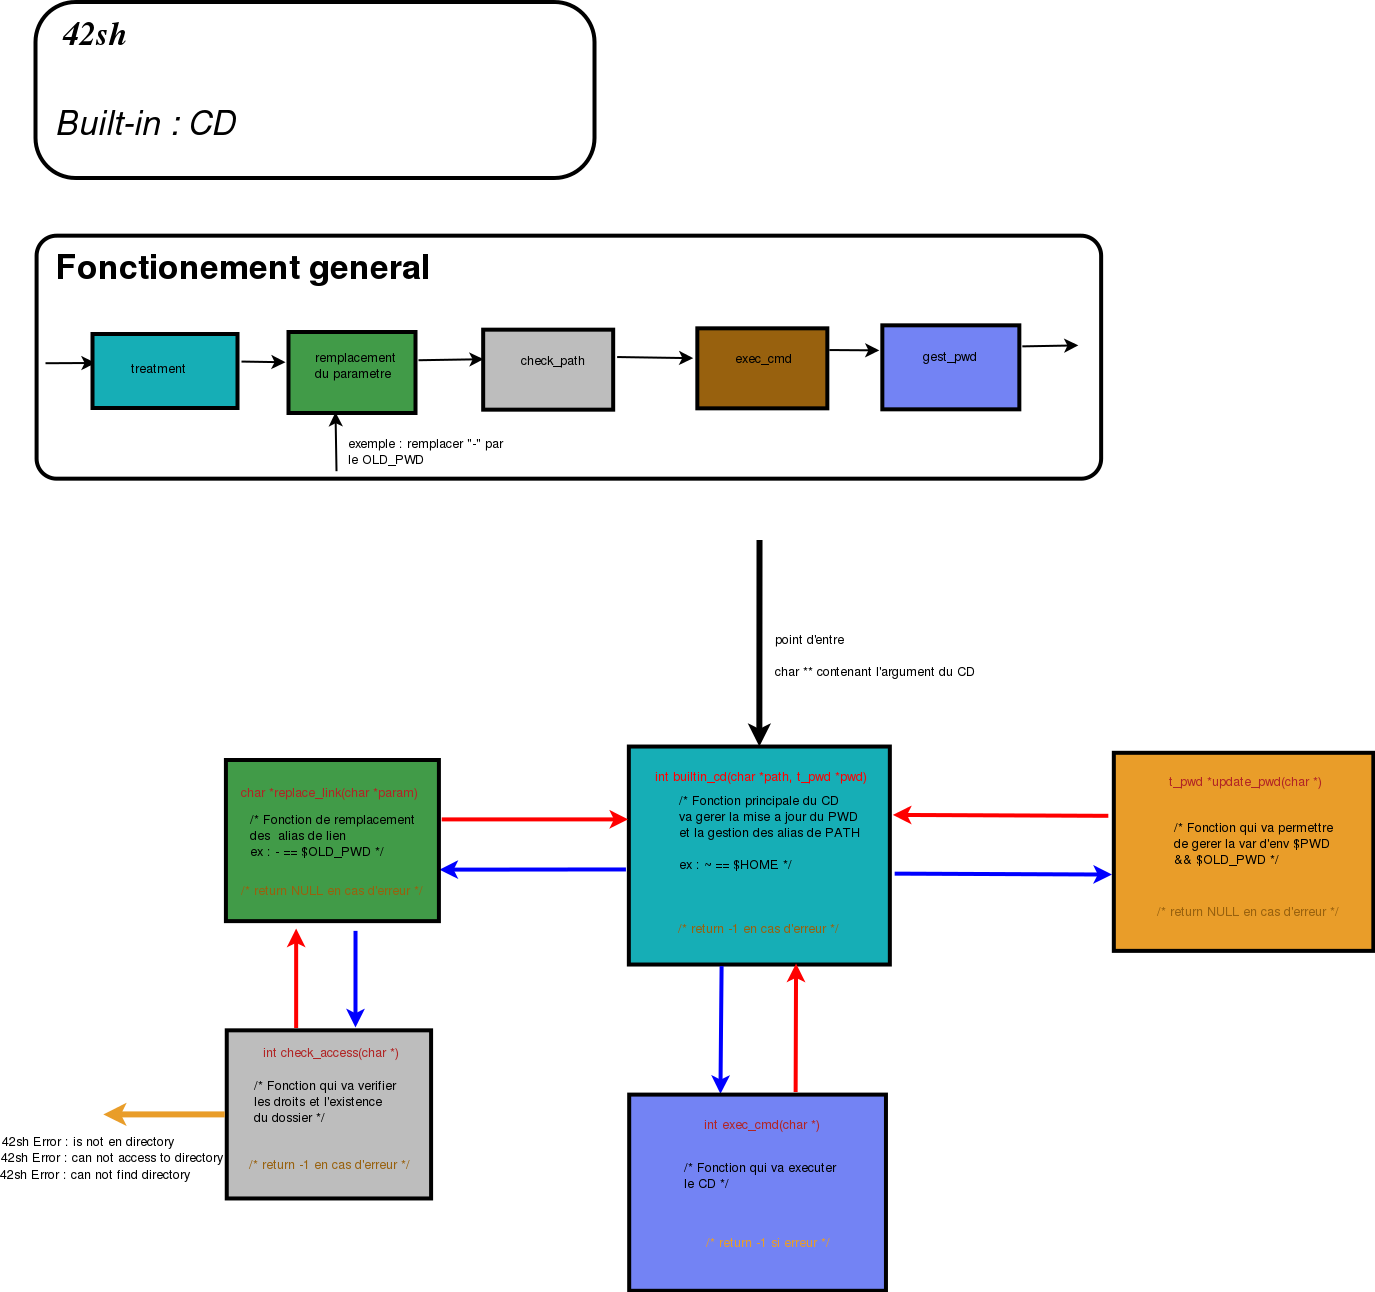 42sh
Built-in : CD
Fonctionement general
treatment
remplacement
du parametre
check_path
exec_cmd
gest_pwd
exemple : remplacer "-" par
le OLD_PWD
point d'entre
char ** contenant l'argument du CD
char *replace_link(char *param)
/* Fonction de remplacement
des alias de lien
ex : - == $OLD_PWD */
/* return NULL en cas d'erreur */
int builtin_cd(char *path, t_pwd *pwd)
/* Fonction principale du CD
va gerer la mise a jour du PWD
et la gestion des alias de PATH
ex : ~ == $HOME */
/* return -1 en cas d'erreur */
t_pwd *update_pwd(char *)
/* Fonction qui va permettre
de gerer la var d'env $PWD
&& $OLD_PWD */
/* return NULL en cas d'erreur */
int check_access(char *)
/* Fonction qui va verifier
les droits et l'existence
du dossier */
/* return -1 en cas d'erreur */
42sh Error : is not en directory
42sh Error : can not access to directory
42sh Error : can not find directory
int exec_cmd(char *)
/* Fonction qui va executer
le CD */
/* return -1 si erreur */